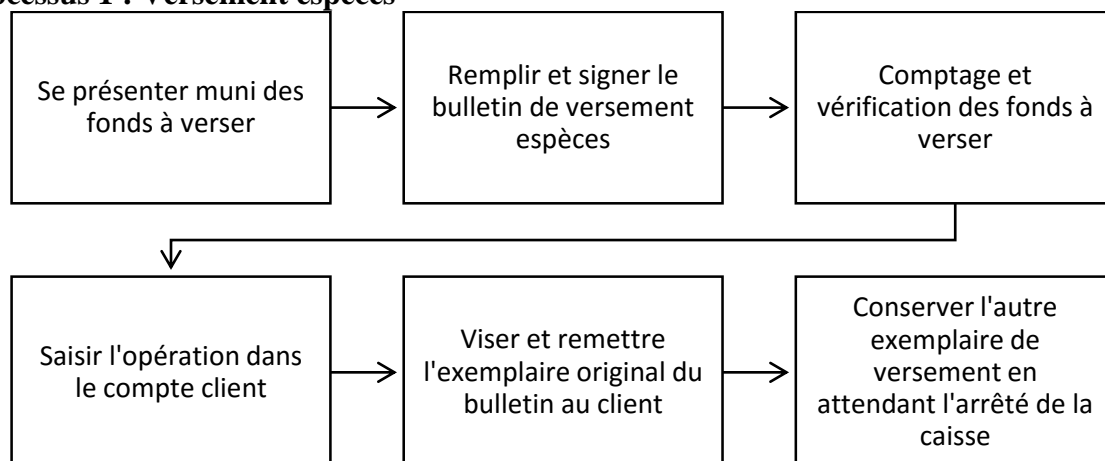 Se présenter muni des
fonds à verser
Remplir et signer le
bulletin de versement
espèces
Comptage et
vérification des fonds à
verser
Saisir l'opération dans
le compte client
Viser et remettre
l'exemplaire original du
bulletin au client
Conserver l'autre
exemplaire de
versement en
attendant l'arrêté de la
caisse